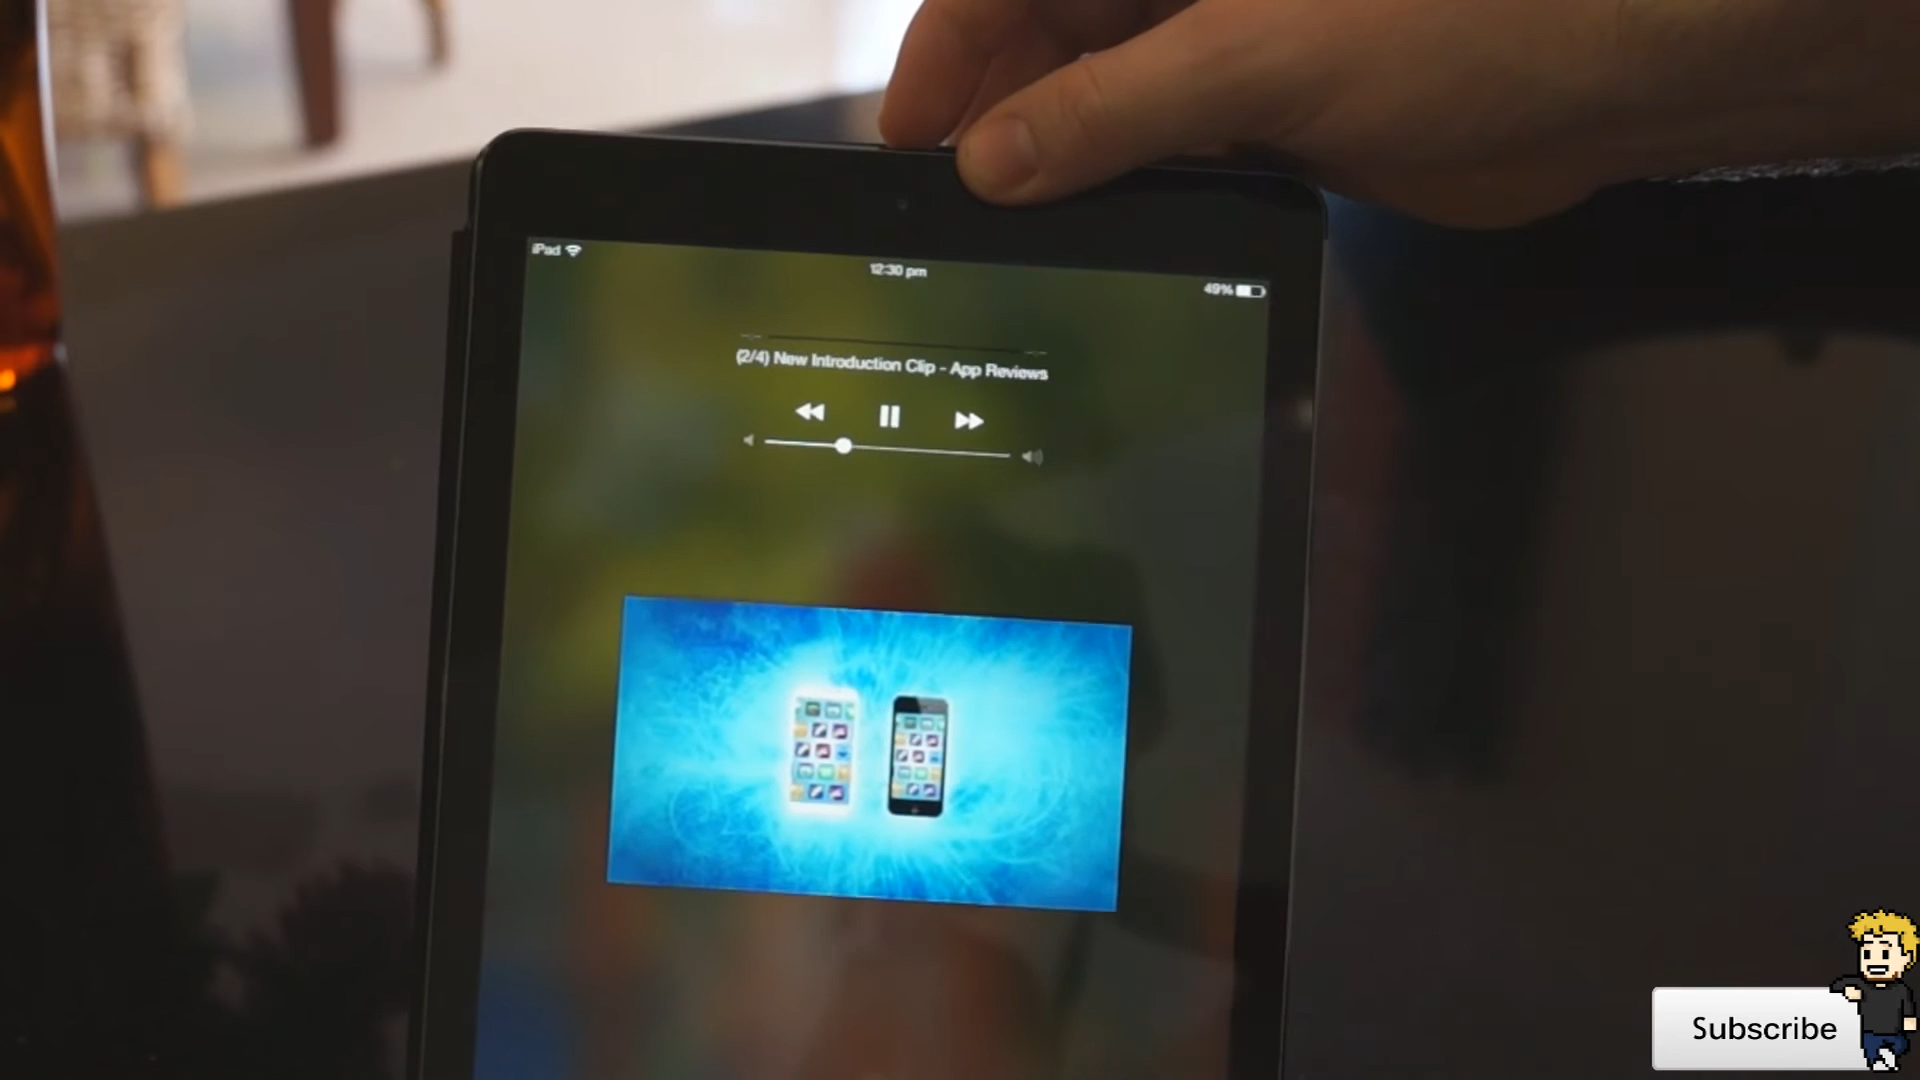 iPad
12:30 pm
49%
(2/4) New Introduction Clip - App Reviews
Subscribe